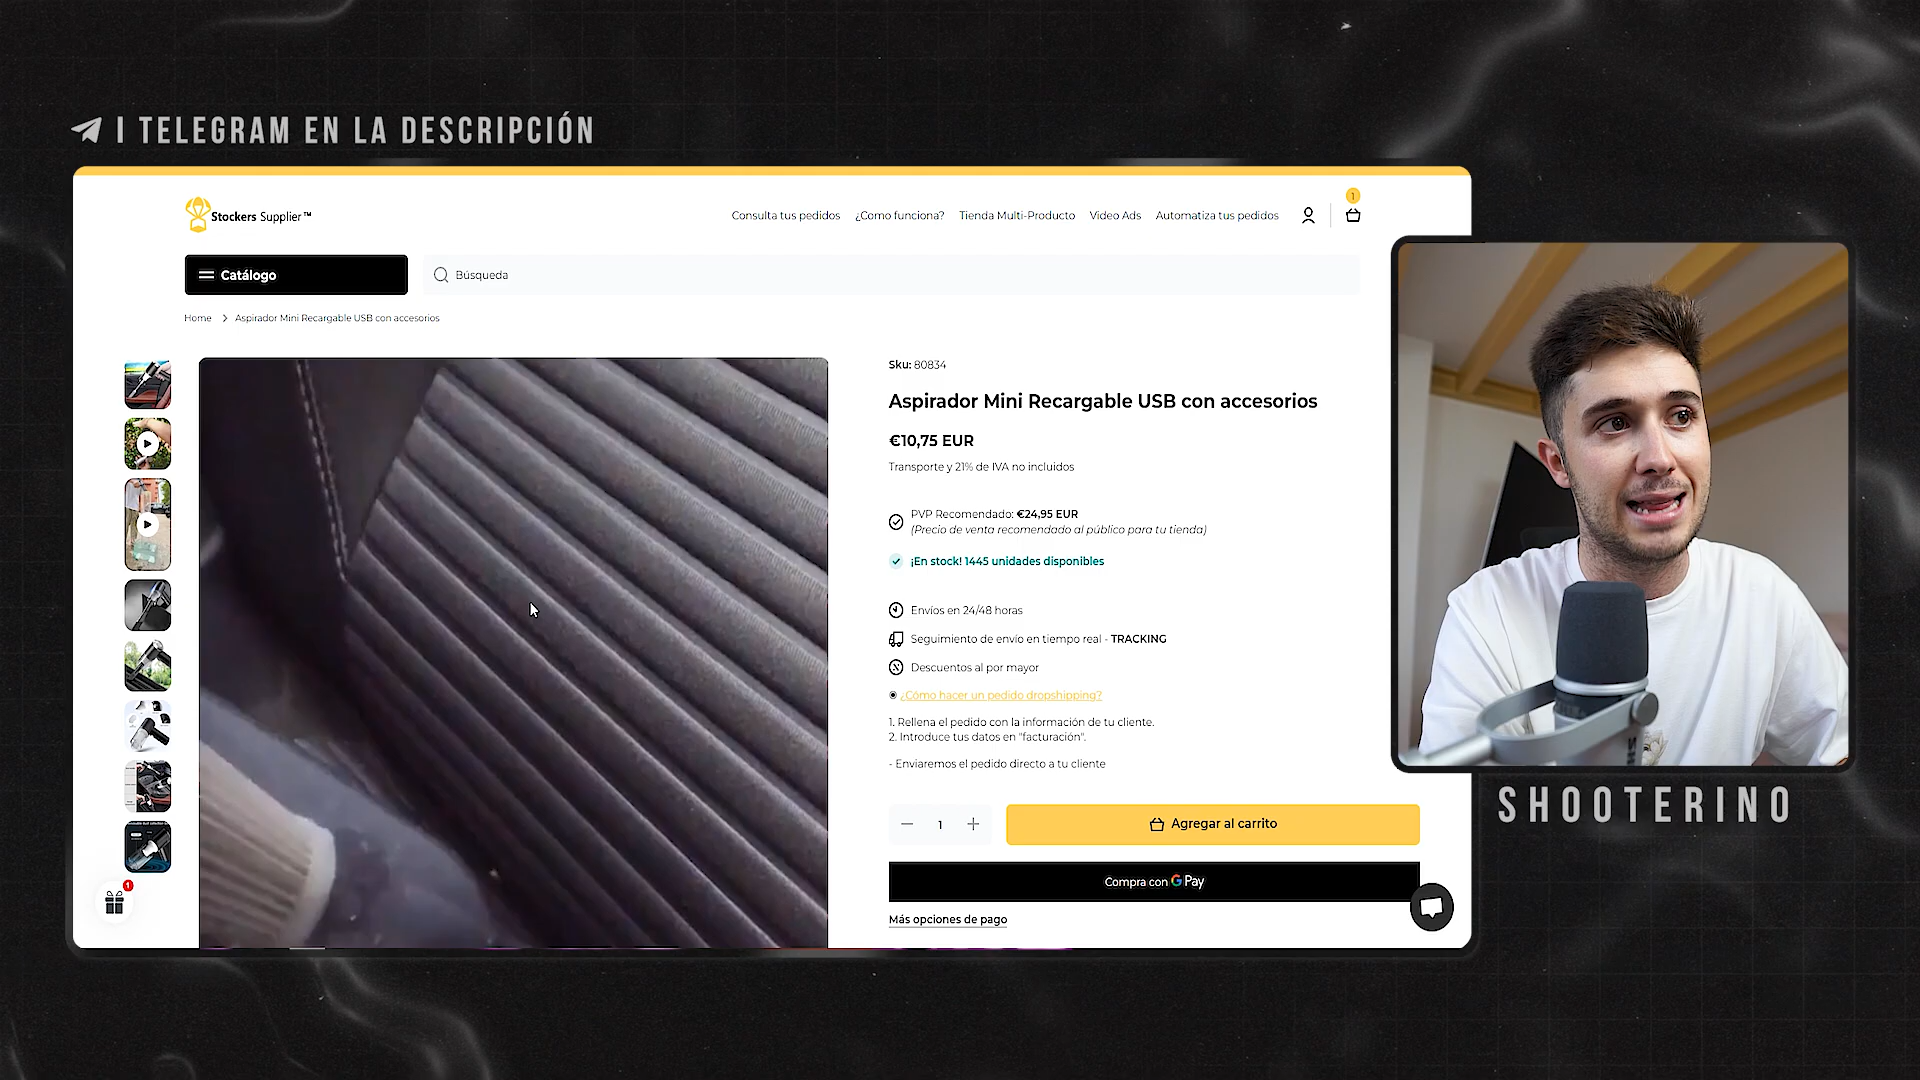 I TELEGRAM EN LA DESCRIPCIÓN
Stockers Supplier™
Consulta tus pedidos
¿Como funciona?
Tienda Multi-Producto
Video Ads
Automatiza tus pedidos
1
Catálogo
Búsqueda
Home
Aspirador Mini Recargable USB con accesorios
Sku: 80834
Aspirador Mini Recargable USB con accesorios
€10,75 EUR
Transporte y 21% de IVA no incluidos
PVP Recomendado: €24,95 EUR
(Precio de venta recomendado al público para tu tienda)
¡En stock! 1445 unidades disponibles
Envíos en 24/48 horas
Seguimiento de envío en tiempo real - TRACKING
Descuentos al por mayor
¿Cómo hacer un pedido dropshipping?
1. Rellena el pedido con la información de tu cliente.
2. Introduce tus datos en "facturación".
- Enviaremos el pedido directo a tu cliente
1
Agregar al carrito
Compra con G Pay
Más opciones de pago
1
SHOOTERINO